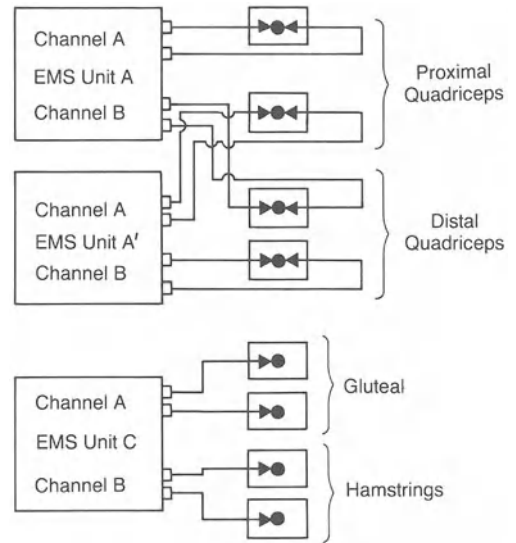 Channel A
EMS Unit A
Channel B
Proximal
Quadriceps
Channel A
EMS Unit A′
Channel B
Distal
Quadriceps
Channel A
EMS Unit C
Channel B
Gluteal
Hamstrings